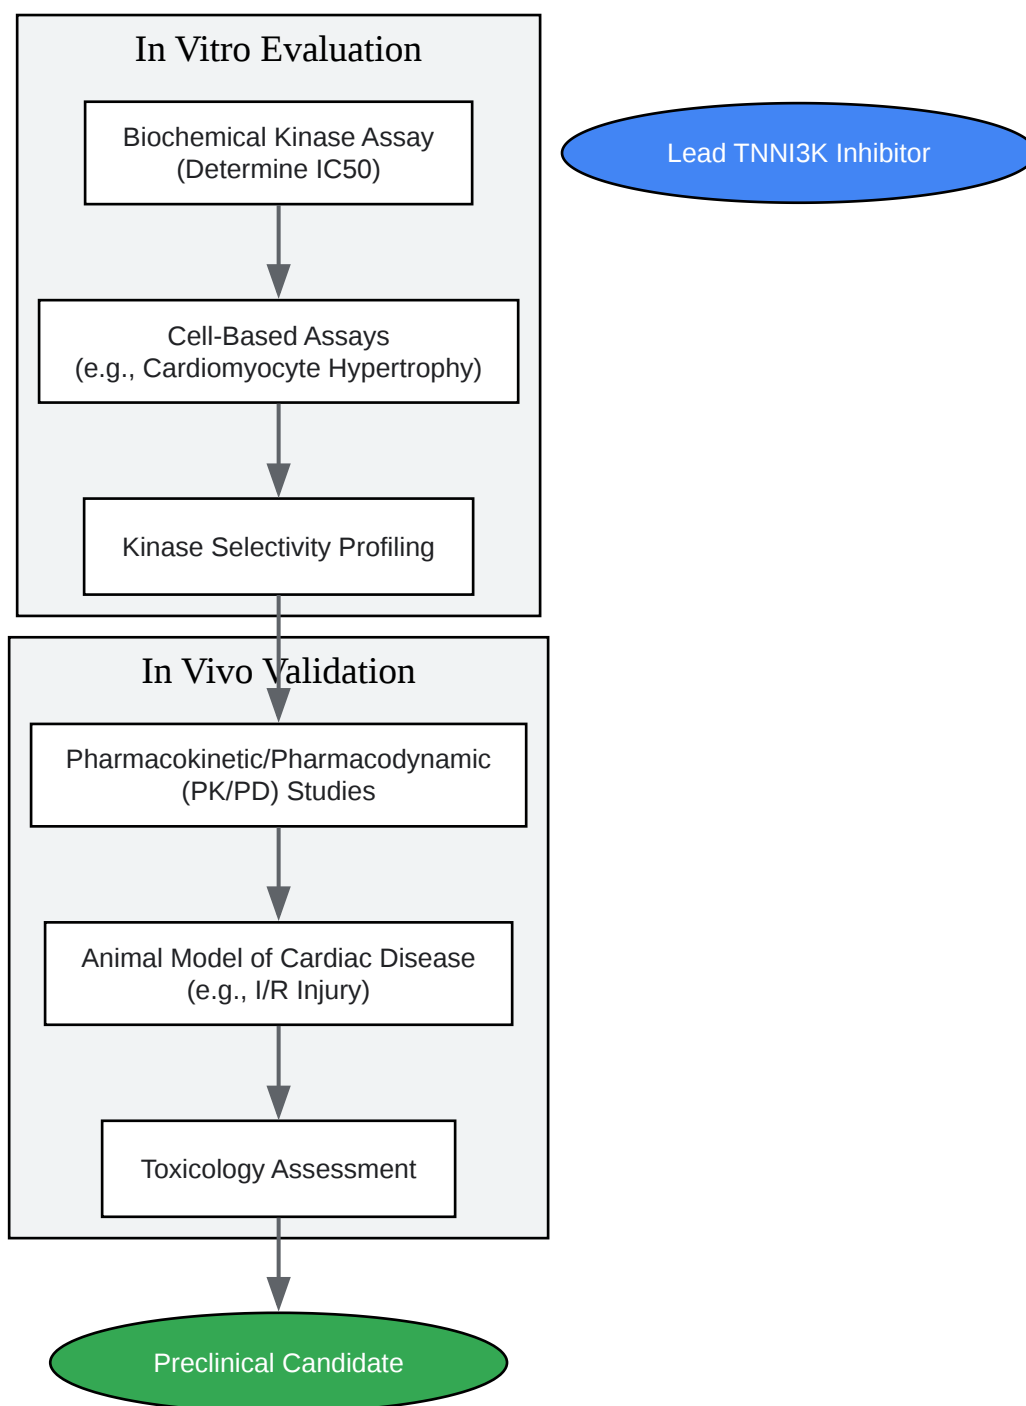 In Vitro Evaluation
Biochemical Kinase Assay
(Determine IC50)
Lead TNNI3K Inhibitor
Cell-Based Assays
(e.g., Cardiomyocyte Hypertrophy)
Kinase Selectivity Profiling
In Vivo Validation
Pharmacokinetic/Pharmacodynamic
(PK/PD) Studies
Animal Model of Cardiac Disease
(e.g., I/R Injury)
Toxicology Assessment
Preclinical Candidate